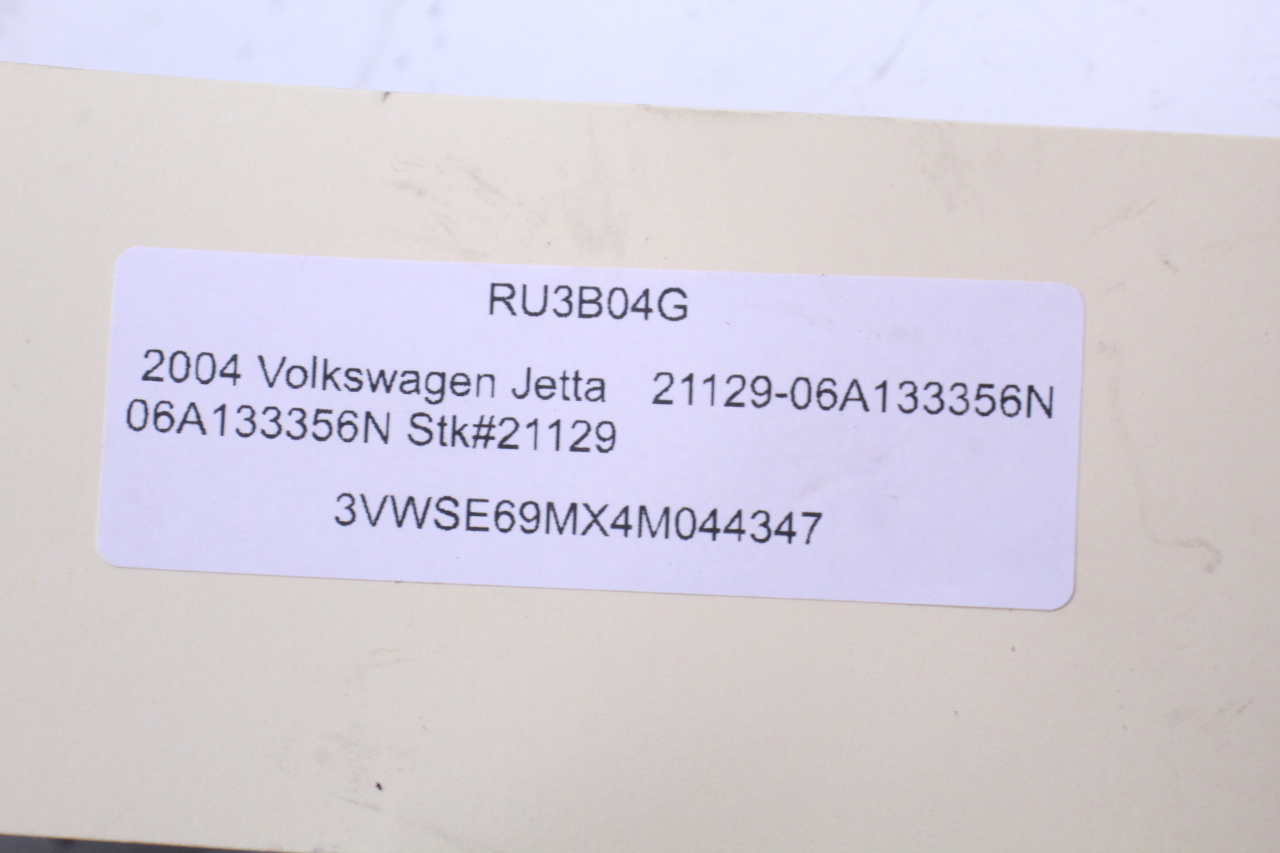 RU3B04G
2004 Volkswagen Jetta 21129-06A133356N
06A133356N Stk#21129
3VWSE69MX4M044347